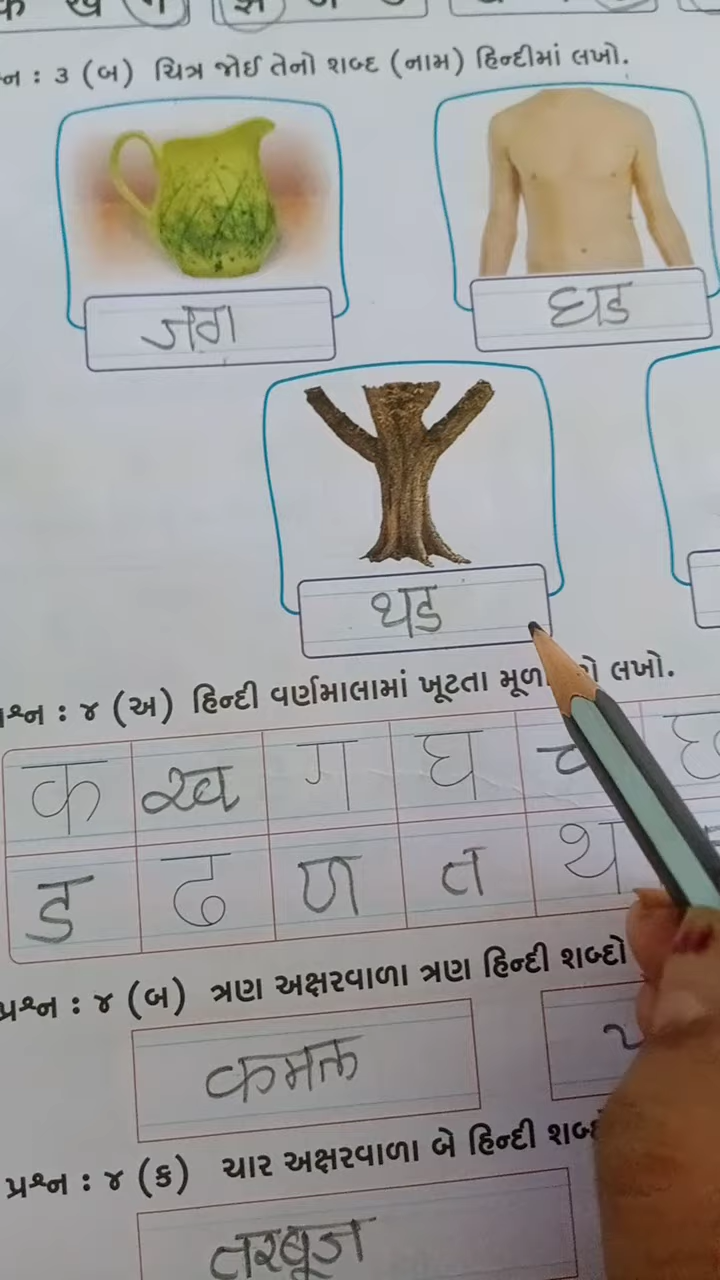 ન : ૩ (બ) ચિત્ર જોઈ તેનો શબ્દ (નામ) હિન્દીમાં લખો.
जग
धड
थड
શ્ન : ૪ (અ) હિન્દી વર્ણમાલામાં ખૂટતા મૂળ લખો.
क ख ग घ च छ
ड ढ ण त थ
પ્રશ્ન : ૪ (બ) ત્રણ અક્ષરવાળા ત્રણ હિન્દી શબ્દો
कमल
પ્રશ્ન : ૪ (ક) ચાર અક્ષરવાળા બે હિન્દી
तरबूज